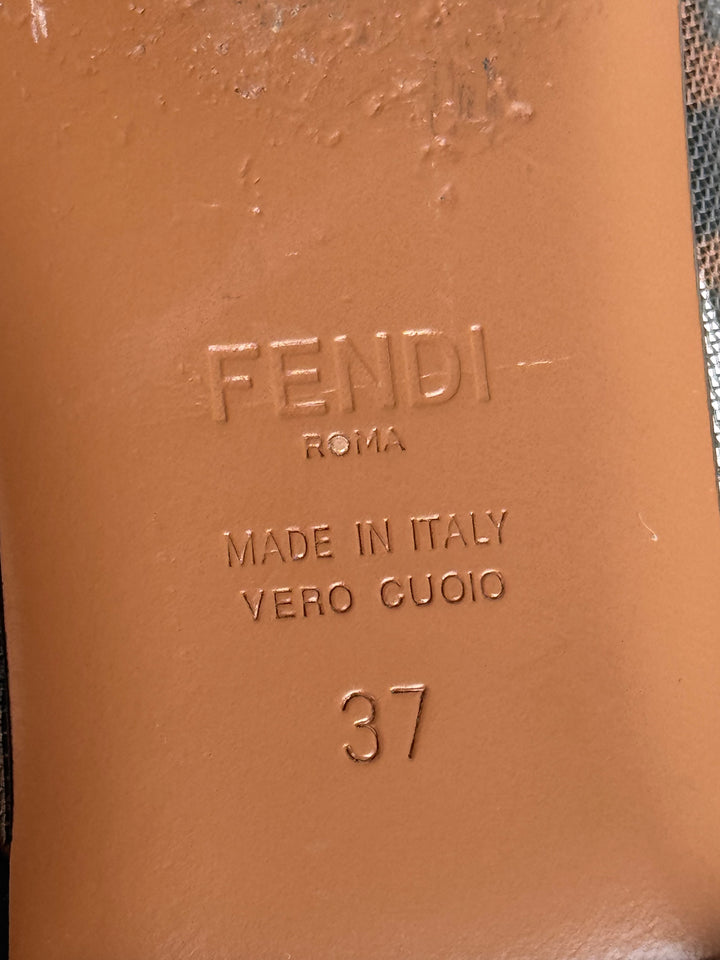 FENDI
ROMA
MADE IN ITALY
VERO CUOIO
37